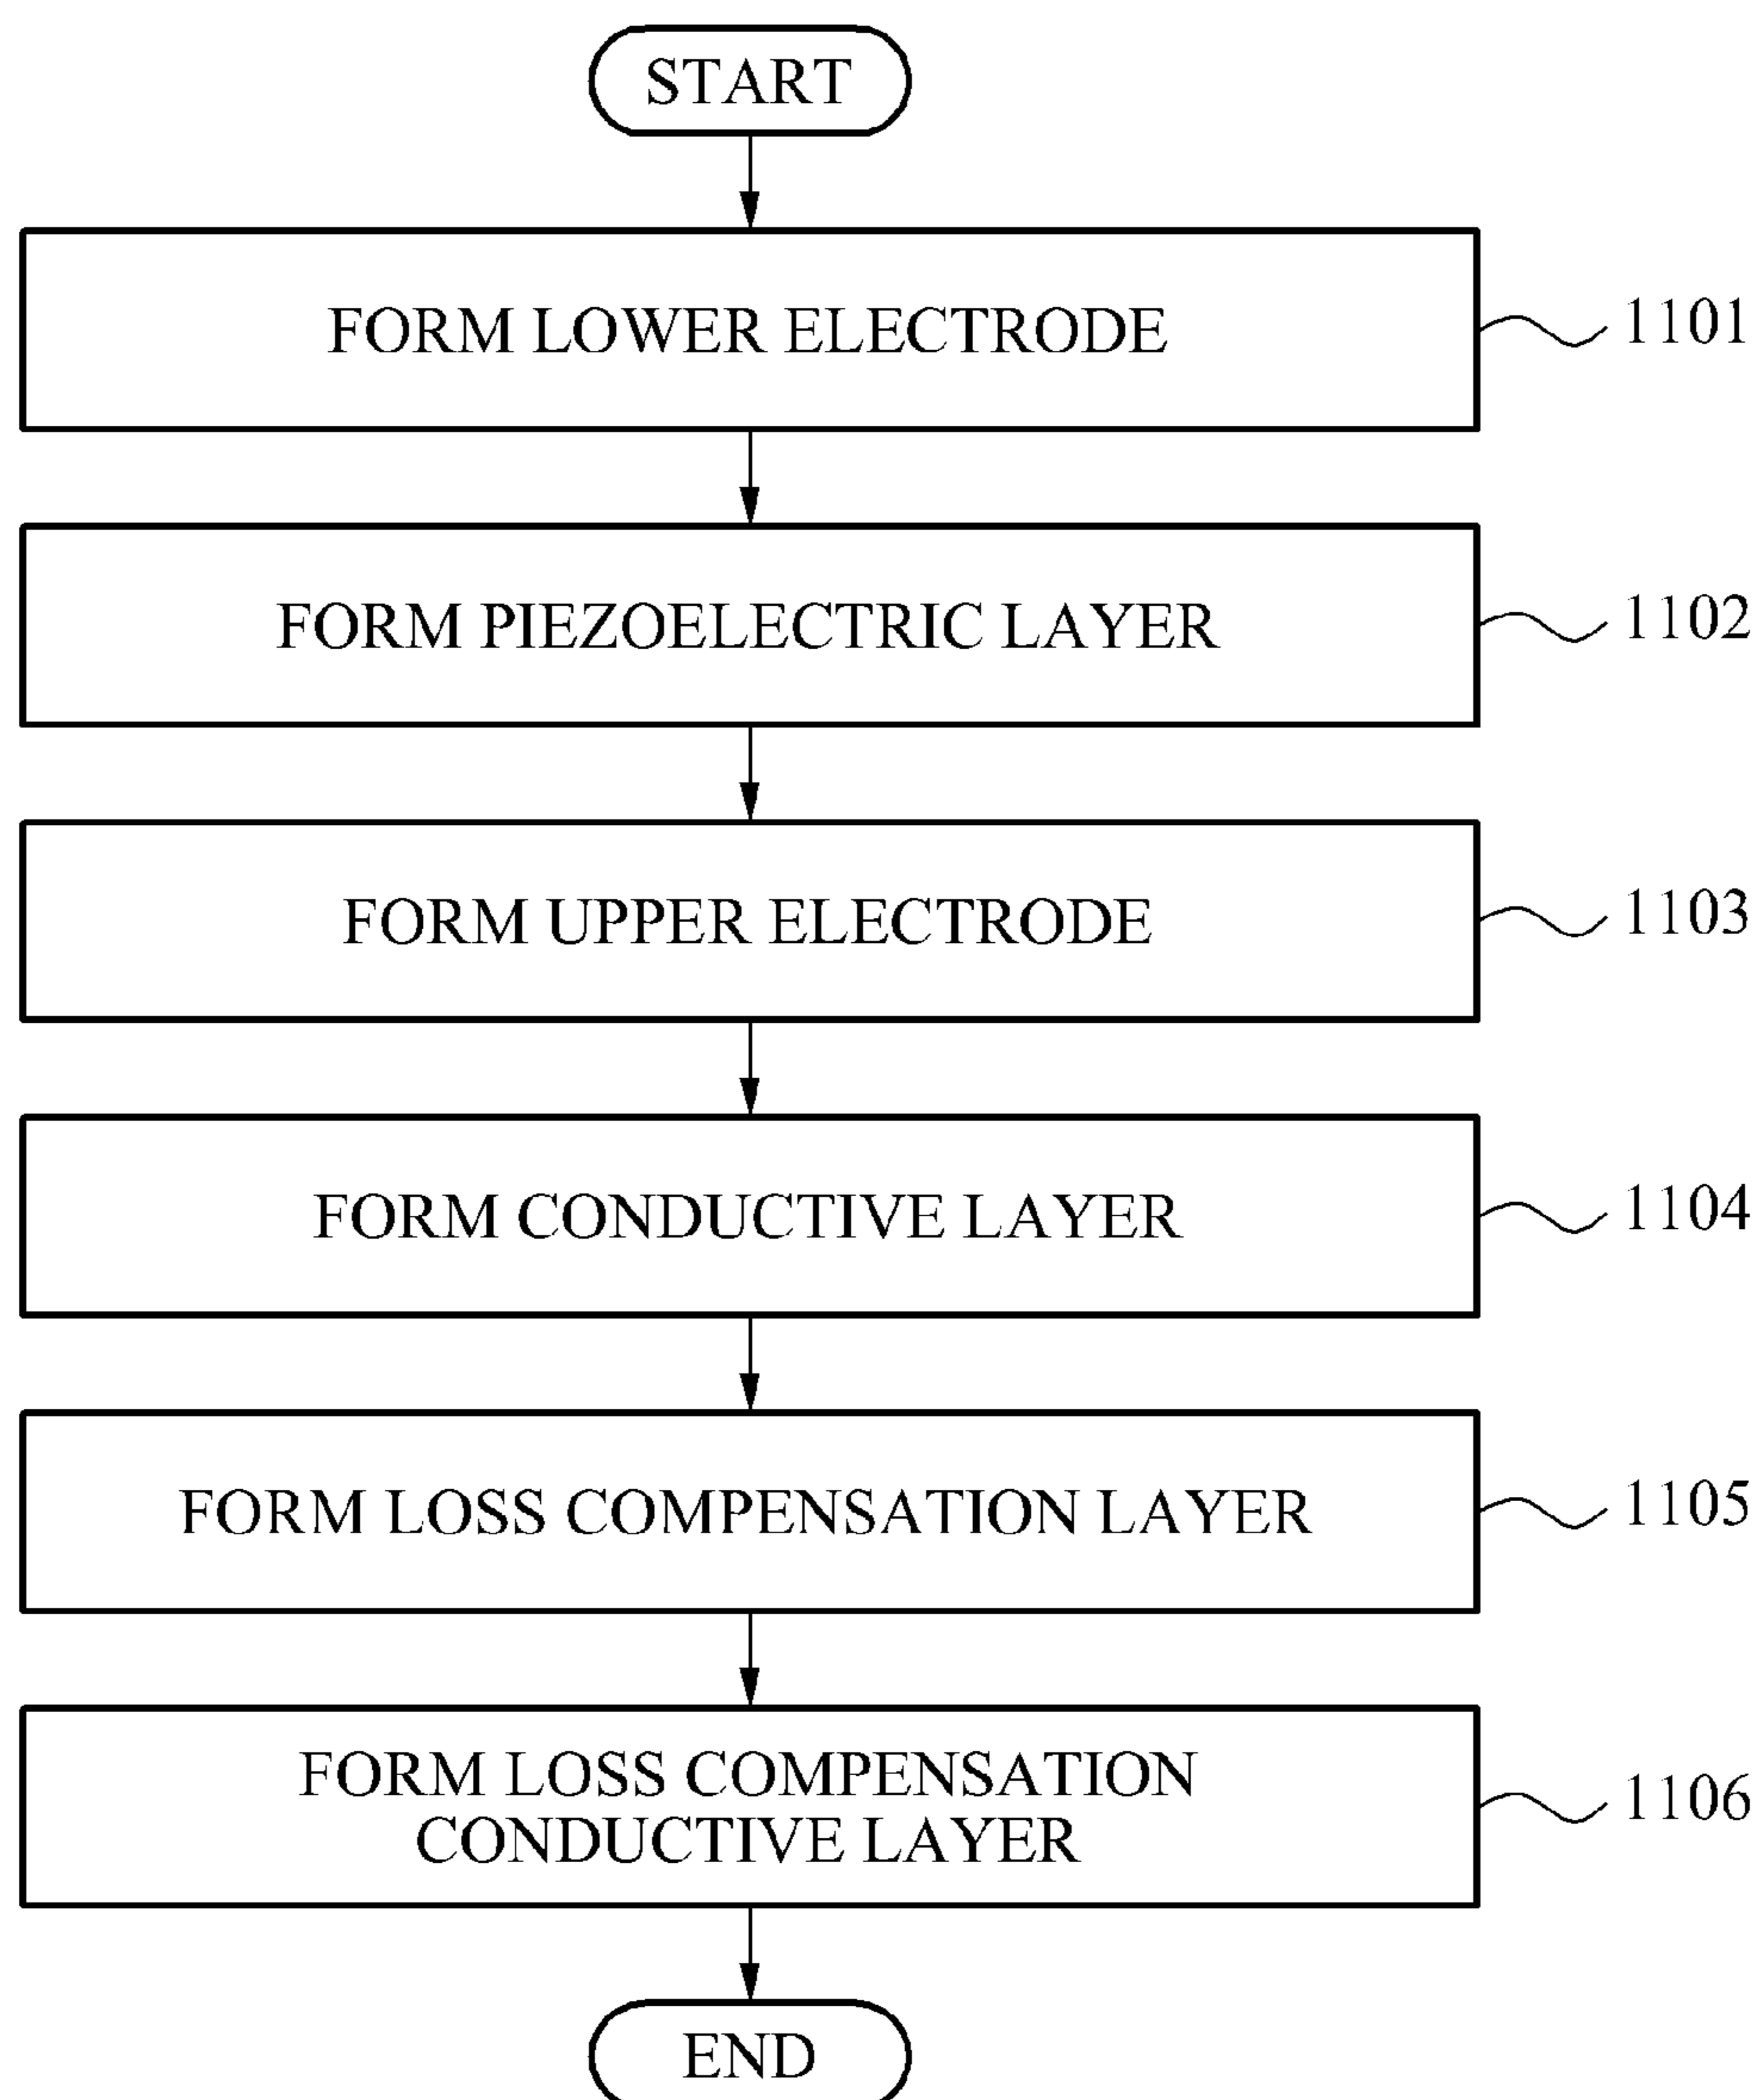 START
FORM LOWER ELECTRODE
1101
FORM PIEZOELECTRIC LAYER
1102
FORM UPPER ELECTRODE
1103
FORM CONDUCTIVE LAYER
1104
FORM LOSS COMPENSATION LAYER
1105
FORM LOSS COMPENSATION
CONDUCTIVE LAYER
1106
END